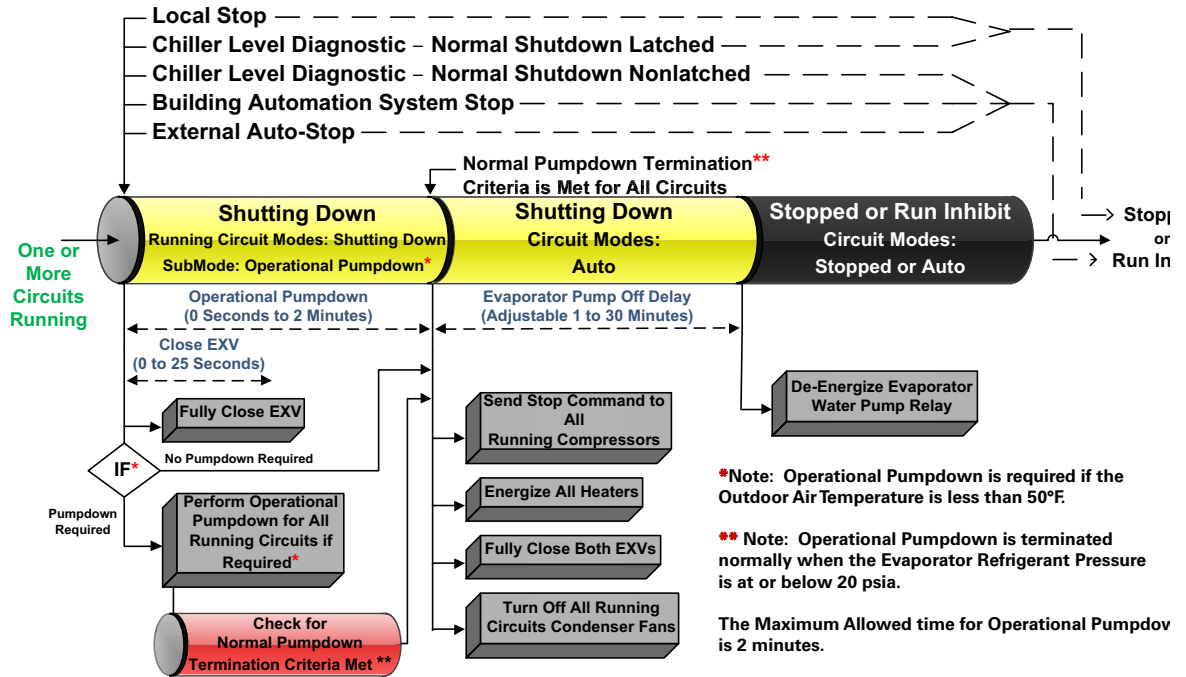 Local Stop
Chiller Level Diagnostic – Normal Shutdown Latched
Chiller Level Diagnostic – Normal Shutdown Nonlatched
Building Automation System Stop
External Auto-Stop
Normal Pumpdown Termination**
Criteria is Met for All Circuits
One or
More
Circuits
Running
Shutting Down
Running Circuit Modes: Shutting Down
SubMode: Operational Pumpdown*
Shutting Down
Circuit Modes:
Auto
Stopped or Run Inhibit
Circuit Modes:
Stopped or Auto
Stopp
or
Run In
Operational Pumpdown
(0 Seconds to 2 Minutes)
Evaporator Pump Off Delay
(Adjustable 1 to 30 Minutes)
Close EXV
(0 to 25 Seconds)
Fully Close EXV
IF*
No Pumpdown Required
Pumpdown
Required
Perform Operational
Pumpdown for All
Running Circuits if
Required*
Check for
Normal Pumpdown
Termination Criteria Met **
Send Stop Command to
All
Running Compressors
Energize All Heaters
Fully Close Both EXVs
Turn Off All Running
Circuits Condenser Fans
De-Energize Evaporator
Water Pump Relay
*Note: Operational Pumpdown is required if the
Outdoor Air Temperature is less than 50ºF.
** Note: Operational Pumpdown is terminated
normally when the Evaporator Refrigerant Pressure
is at or below 20 psia.
The Maximum Allowed time for Operational Pumpdow
is 2 minutes.